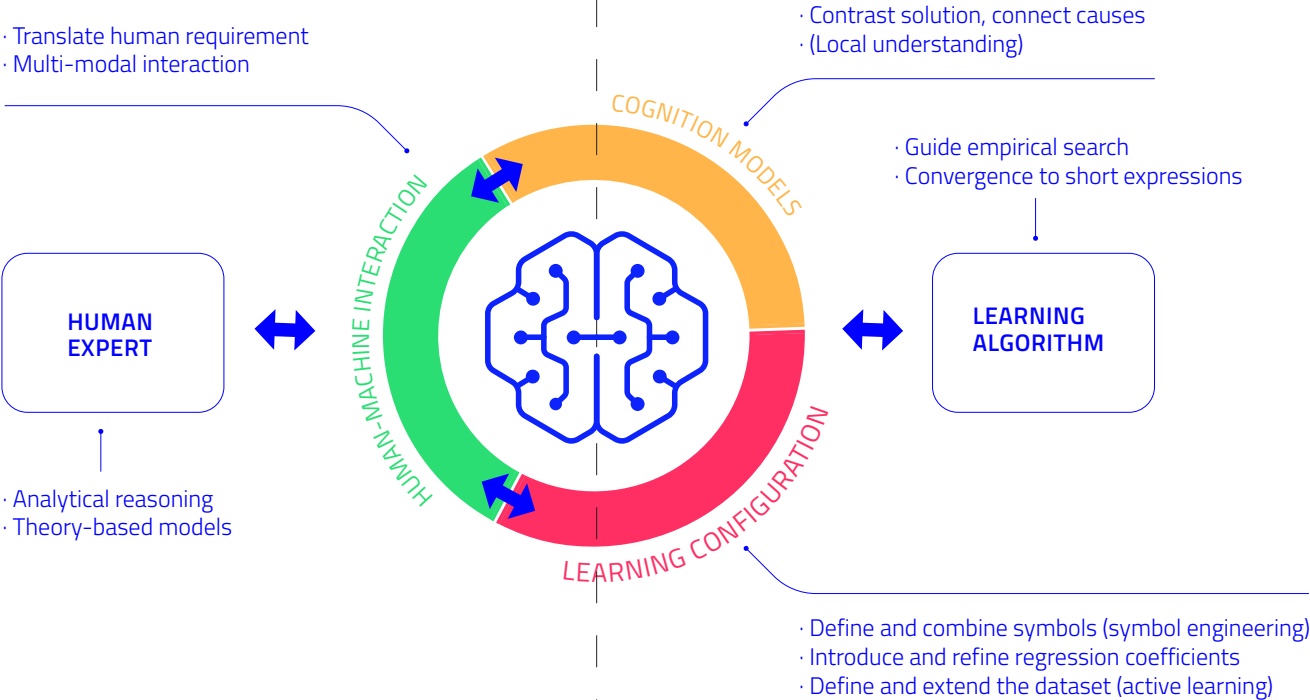 · Translate human requirement
· Multi-modal interaction
· Contrast solution, connect causes
· (Local understanding)
COGNITION MODELS
· Guide empirical search
· Convergence to short expressions
HUMAN-MACHINE INTERACTION
HUMAN
EXPERT
LEARNING
ALGORITHM
· Analytical reasoning
· Theory-based models
LEARNING CONFIGURATION
· Define and combine symbols (symbol engineering)
· Introduce and refine regression coefficients
· Define and extend the dataset (active learning)